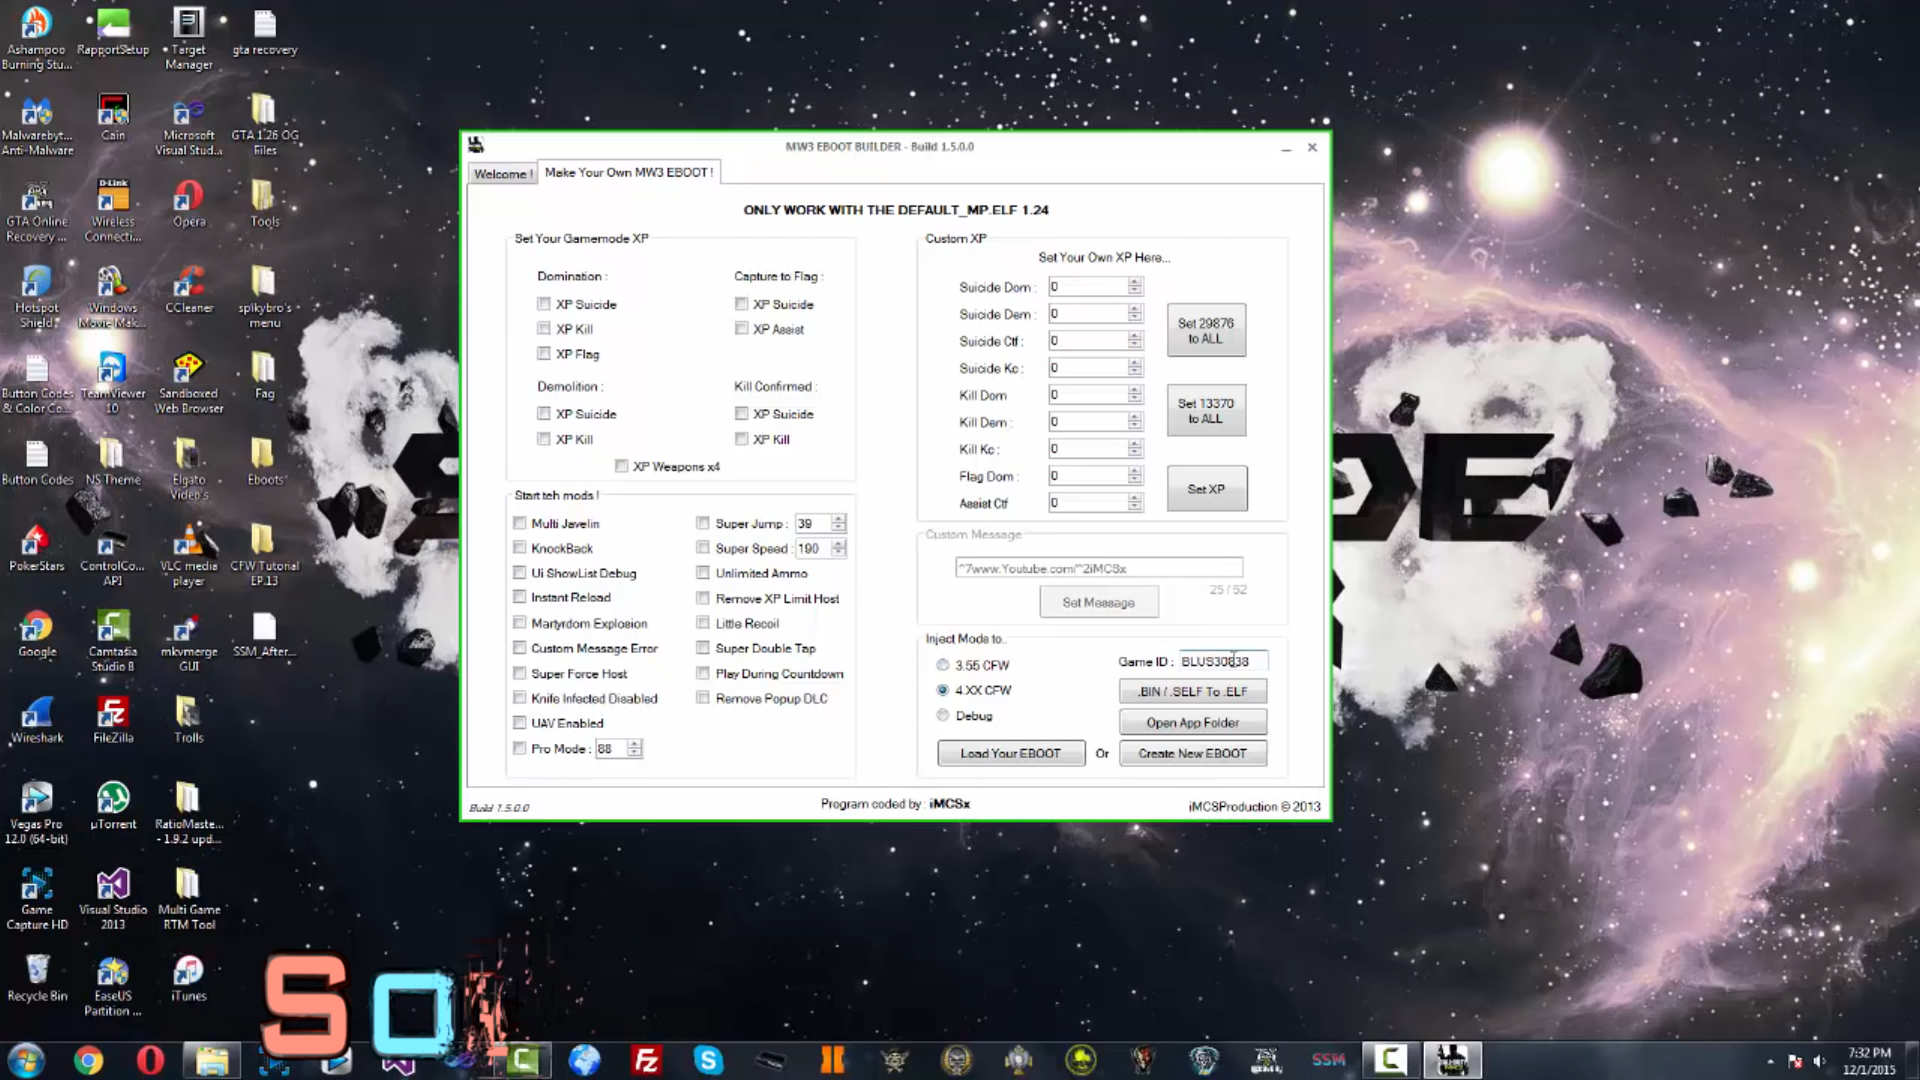 Ashampoo Burning Stu...
RapportSetup
Target Manager
gta recovery
Malwarebyt... Anti-Malware
Cain
Microsoft Visual Stud...
GTA 1.26 OG Files
GTA Online Recovery ...
D-Link
Wireless Connecti...
Opera
Tools
Hotspot Shield
Windows Movie Mak...
CCleaner
spikybro's menu
Button Codes & Color Co...
TeamViewer 10
Sandboxed Web Browser
Fag
Button Codes
NS Theme
Elgato Video's
Eboots
PokerStars
ControlCo... API
VLC media player
CFW Tutorial EP.13
Google
Camtasia Studio 8
mkvmerge GUI
SSM_After...
Wireshark
FileZilla
Trolls
Vegas Pro 12.0 (64-bit)
µTorrent
RatioMaste... - 1.9.2 upd...
Game Capture HD
Visual Studio 2013
Multi Game RTM Tool
Recycle Bin
EaseUS Partition ...
iTunes
MW3 EBOOT BUILDER - Build 1.5.0.0
Welcome !
Make Your Own MW3 EBOOT !
ONLY WORK WITH THE DEFAULT_MP.ELF 1.24
Set Your Gamemode XP
Domination :
XP Suicide
XP Kill
XP Flag
Capture to Flag :
XP Suicide
XP Assist
Demolition :
XP Suicide
XP Kill
Kill Confirmed :
XP Suicide
XP Kill
XP Weapons x4
Start teh mods !
Multi Javelin
KnockBack
Ui ShowList Debug
Instant Reload
Martyrdom Explosion
Custom Message Error
Super Force Host
Knife Infected Disabled
UAV Enabled
Pro Mode : 88
Super Jump : 39
Super Speed : 190
Unlimited Ammo
Remove XP Limit Host
Little Recoil
Super Double Tap
Play During Countdown
Remove Popup DLC
Custom XP
Set Your Own XP Here...
Suicide Dom : 0
Suicide Dem : 0
Suicide Ctf : 0
Suicide Kc : 0
Kill Dom 0
Kill Dem : 0
Kill Kc : 0
Flag Dom : 0
Assist Ctf 0
Set 29876 to ALL
Set 13370 to ALL
Set XP
Custom Message
^7www.Youtube.com/^2iMCSx
25 / 52
Set Message
Inject Mods to..
3.55 CFW
4.XX CFW
Debug
Game ID : BLUS30838
.BIN / .SELF To .ELF
Open App Folder
Load Your EBOOT Or Create New EBOOT
Build 1.5.0.0
Program coded by : iMCSx
iMCSProduction © 2013
So
SSM
7:32 PM
12/1/2015